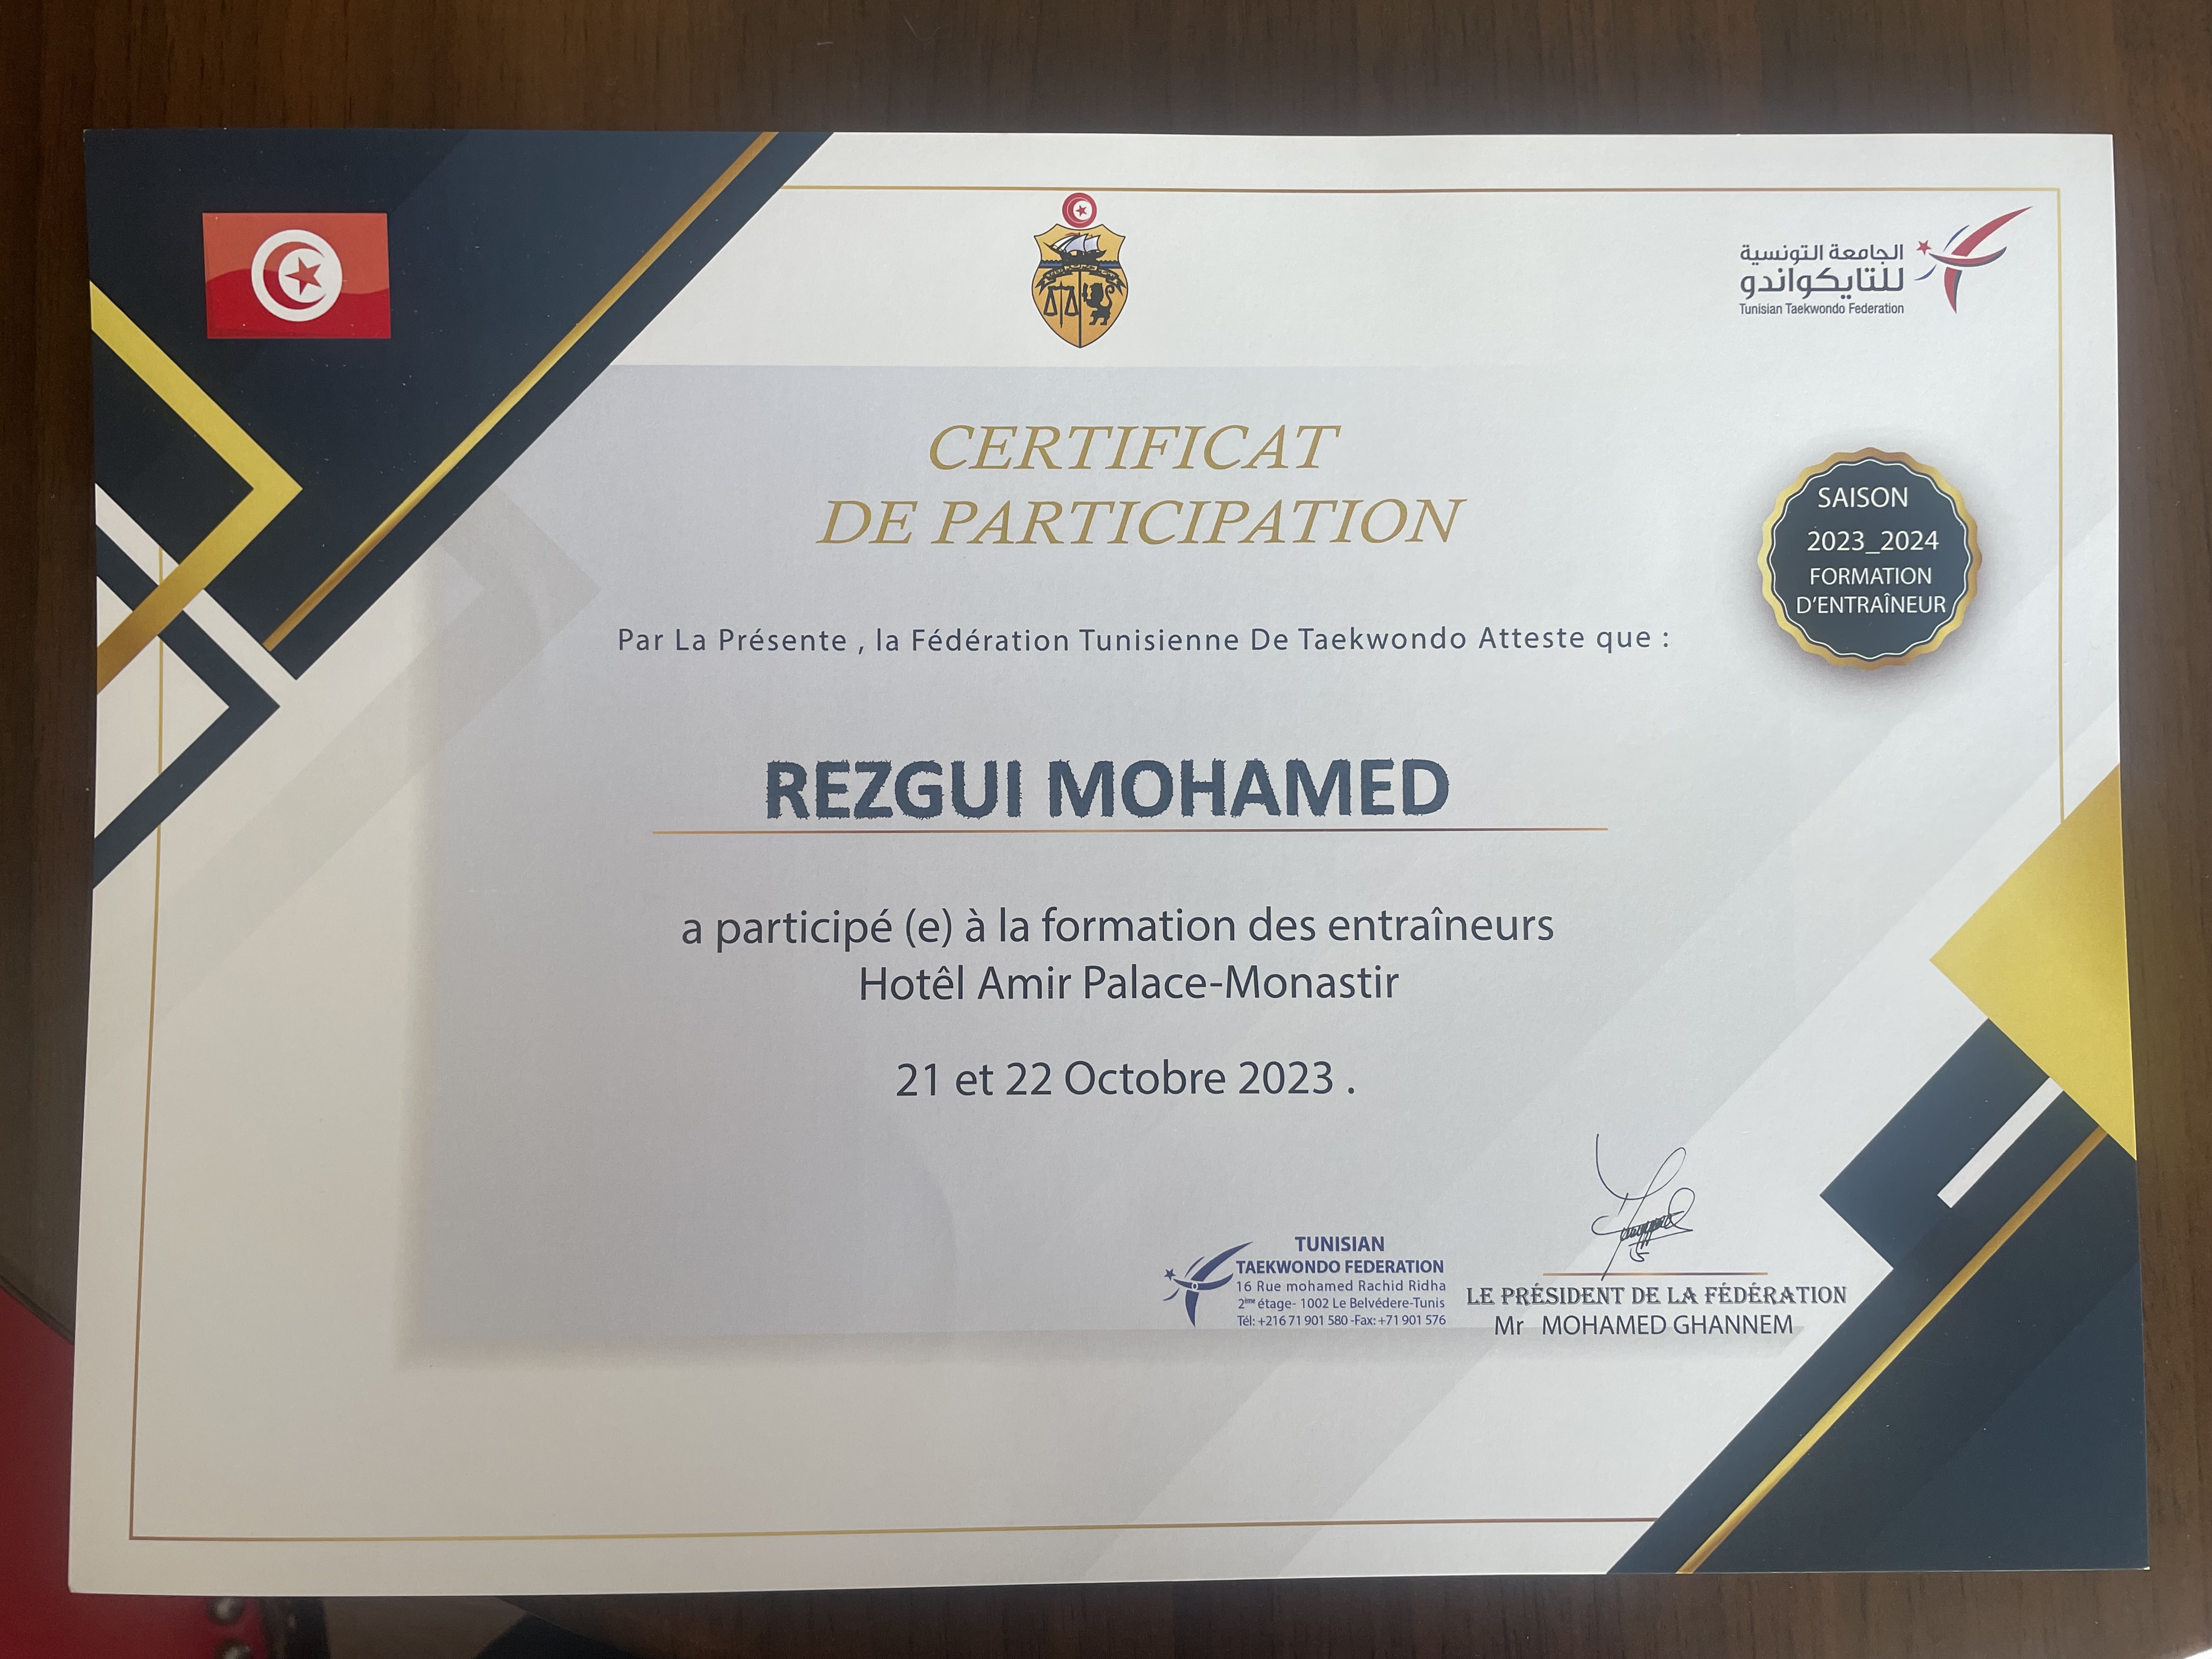 الجامعة التونسية
للتايكواندو
Tunisian Taekwondo Federation
CERTIFICAT
DE PARTICIPATION
SAISON
2023_2024
FORMATION
D'ENTRAÎNEUR
Par La Présente , la Fédération Tunisienne De Taekwondo Atteste que :
REZGUI MOHAMED
a participé (e) à la formation des entraîneurs
Hotêl Amir Palace-Monastir
21 et 22 Octobre 2023 .
TUNISIAN
TAEKWONDO FEDERATION
16 Rue mohamed Rachid Ridha
2ème étage- 1002 Le Belvédere-Tunis
Tél: +216 71 901 580 -Fax: +71 901 576
LE PRÉSIDENT DE LA FÉDÉRATION
Mr MOHAMED GHANNEM